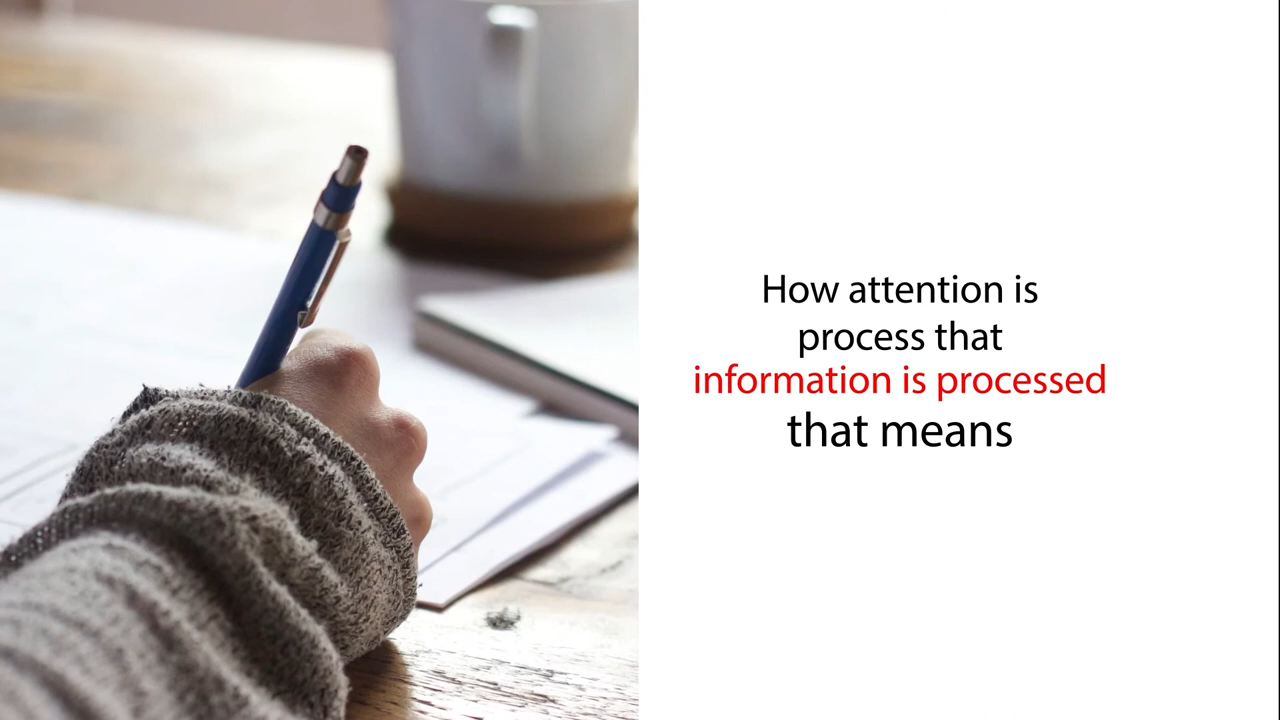 How attention is
process that
information is processed
that means